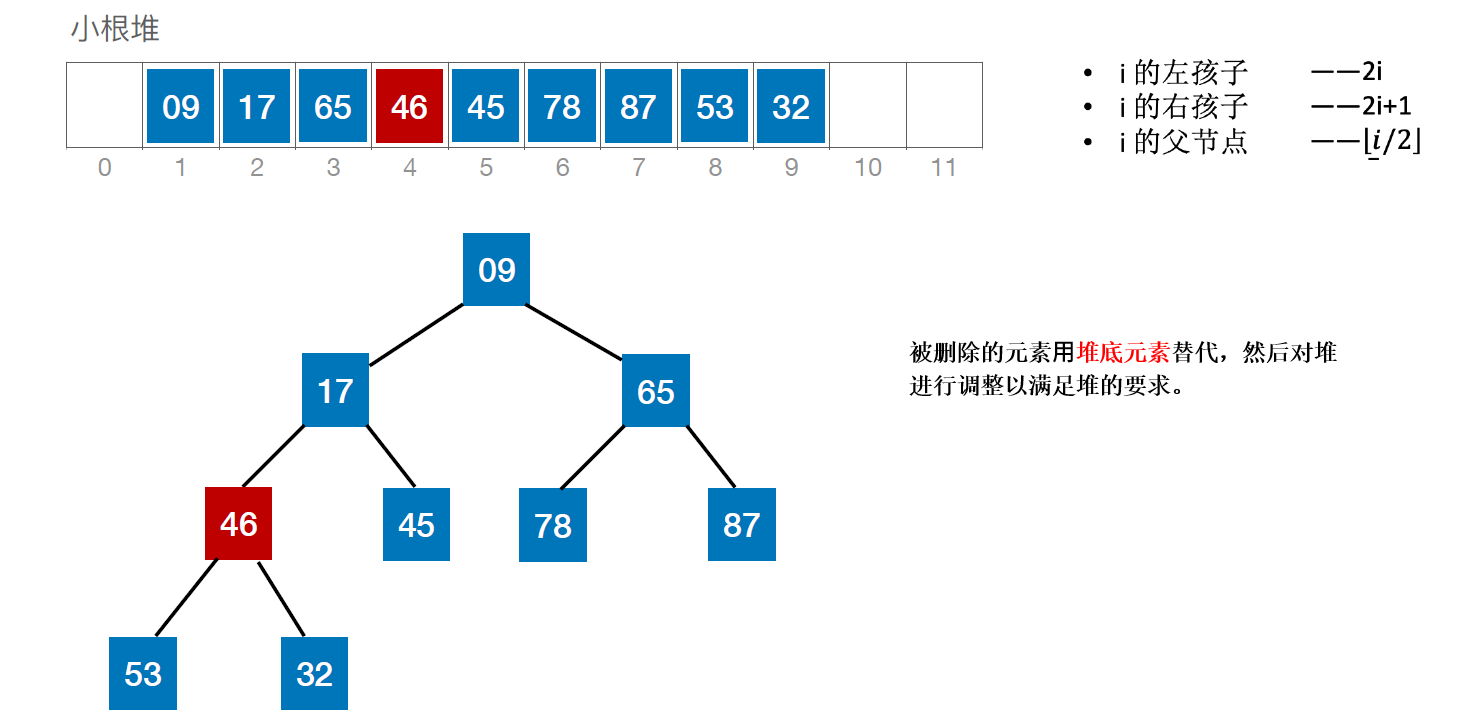 小根堆
09 17 65 46 45 78 87 53 32
0 1 2 3 4 5 6 7 8 9 10 11
• i 的左孩子 ——2i
• i 的右孩子 ——2i+1
• i 的父节点 ——⌊i/2⌋
09
17 65
46 45 78 87
53 32
被删除的元素用堆底元素替代，然后对堆
进行调整以满足堆的要求。